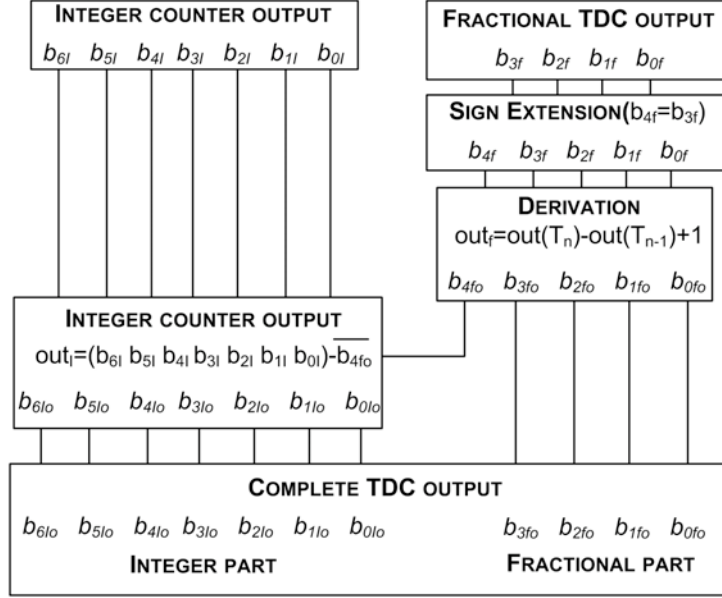 INTEGER COUNTER OUTPUT
b6I b5I b4I b3I b2I b1I b0I
FRACTIONAL TDC OUTPUT
b3f b2f b1f b0f
SIGN EXTENSION(b4f=b3f)
b4f b3f b2f b1f b0f
DERIVATION
outf=out(Tn)-out(Tn-1)+1
b4fo b3fo b2fo b1fo b0fo
INTEGER COUNTER OUTPUT
outI=(b6I b5I b4I b3I b2I b1I b0I)-b̅4̅f̅o̅
b6Io b5Io b4Io b3Io b2Io b1Io b0Io
COMPLETE TDC OUTPUT
b6Io b5Io b4Io b3Io b2Io b1Io b0Io b3fo b2fo b1fo b0fo
INTEGER PART FRACTIONAL PART